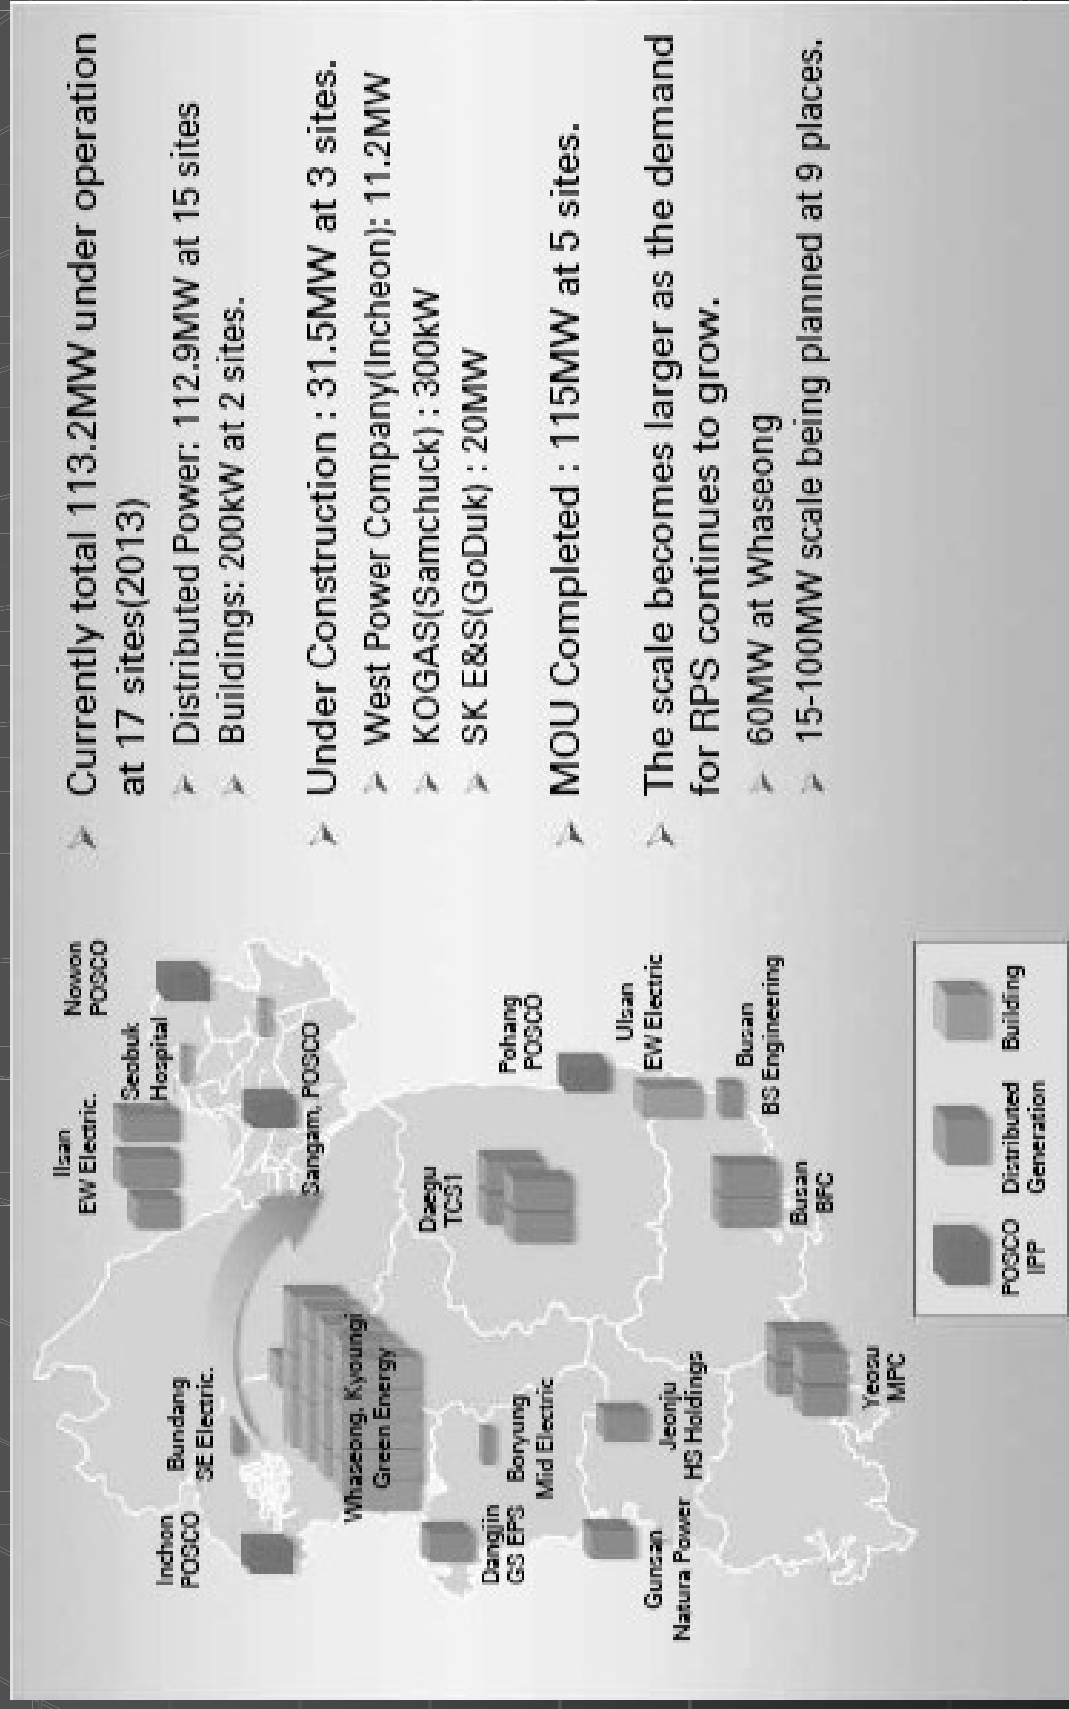 Inchon
POSCO
Bundang
SE Electric.
Ilsan
EW Electric.
Seobuk
Hospital
Nowon
POSCO
Sangam, POSCO
Whaseong, Kyoungi
Green Energy
Dangjin
GS EPS
Boryung
Mid Electric
Daegu
TCS1
Pohang
POSCO
Ulsan
EW Electric
Gunsan
Natura Power
Jeonju
HS Holdings
Busan
BS Engineering
Busan
BFC
Yeosu
MPC
POSCO
IPP
Distributed
Generation
Building
Currently total 113.2MW under operation
at 17 sites(2013)
Distributed Power: 112.9MW at 15 sites
Buildings: 200kW at 2 sites.
Under Construction : 31.5MW at 3 sites.
West Power Company(Incheon): 11.2MW
KOGAS(Samchuck) : 300kW
SK E&S(GoDuk) : 20MW
MOU Completed : 115MW at 5 sites.
The scale becomes larger as the demand
for RPS continues to grow.
60MW at Whaseong
15-100MW scale being planned at 9 places.